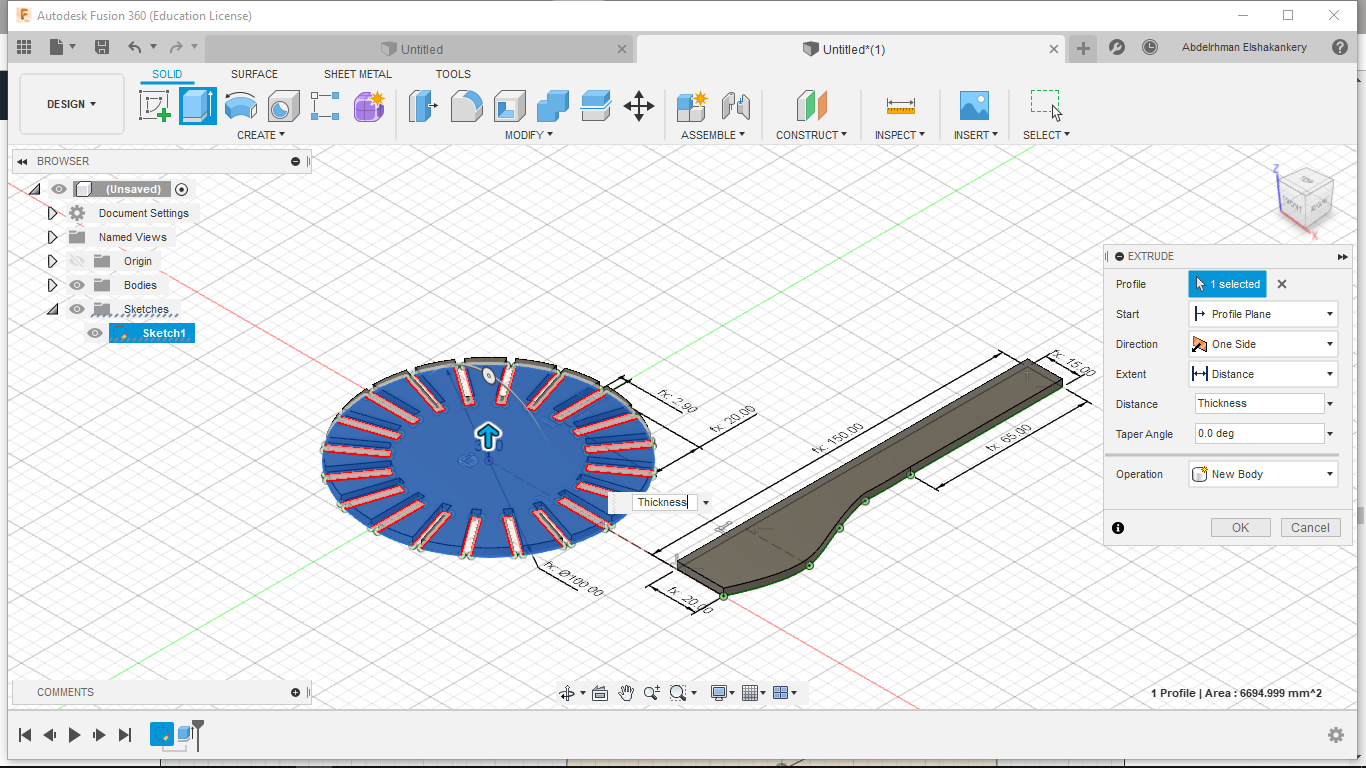 Autodesk Fusion 360 (Education License)
Untitled
Untitled*(1)
Abdelrhman Elshakankery
DESIGN
SOLID
SURFACE
SHEET METAL
TOOLS
CREATE
MODIFY
ASSEMBLE
CONSTRUCT
INSPECT
INSERT
SELECT
BROWSER
(Unsaved)
Document Settings
Named Views
Origin
Bodies
Sketches
Sketch1
Z
TOP
FRONT
RIGHT
X
EXTRUDE
Profile 1 selected
Start Profile Plane
Direction One Side
Extent Distance
Distance Thickness
Taper Angle 0.0 deg
Operation New Body
OK Cancel
fx: 15.00
fx: 2.90
fx: 20.00
fx: 150.00
fx: 65.00
Thickness
fx: Ø100.00
fx: 20.00
COMMENTS
1 Profile | Area : 6694.999 mm^2